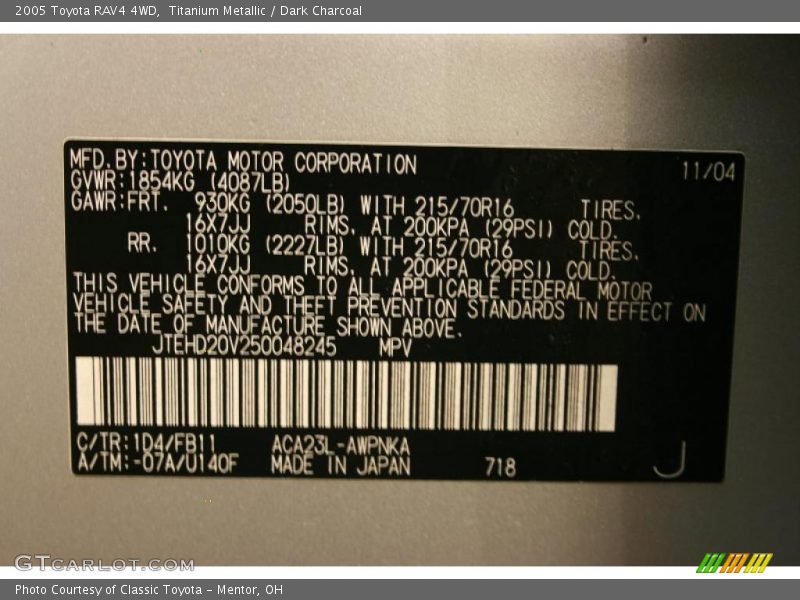 2005 Toyota RAV4 4WD,  Titanium Metallic / Dark Charcoal
MFD. BY: TOYOTA MOTOR CORPORATION 11/04
GVWR: 1854KG (4087LB)
GAWR: FRT. 930KG (2050LB) WITH 215/70R16 TIRES.
16X7JJ RIMS. AT 200KPA (29PSI) COLD.
RR. 1010KG (2227LB) WITH 215/70R16 TIRES.
16X7JJ RIMS. AT 200KPA (29PSI) COLD.
THIS VEHICLE CONFORMS TO ALL APPLICABLE FEDERAL MOTOR
VEHICLE SAFETY AND THEFT PREVENTION STANDARDS IN EFFECT ON
THE DATE OF MANUFACTURE SHOWN ABOVE.
JTEHD20V250048245 MPV
C/TR: 1D4/FB11 ACA23L-AWPNKA
A/TM: -07A/U140F MADE IN JAPAN 718 J
GTCARLOT.COM
Photo Courtesy of Classic Toyota - Mentor, OH